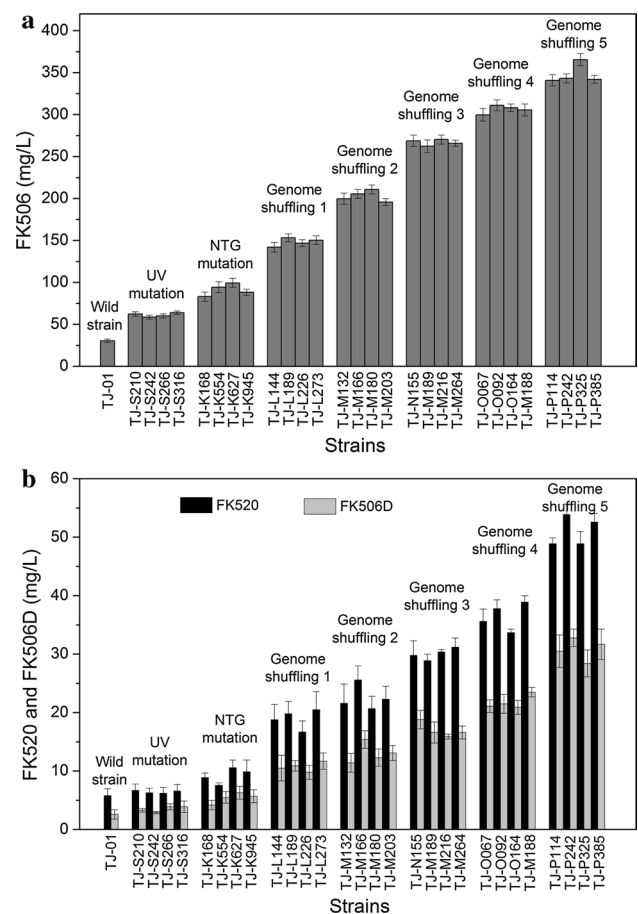 a
FK506 (mg/L)
400
350
300
250
200
150
100
50
0
Wild
strain
UV
mutation
NTG
mutation
Genome
shuffling 1
Genome
shuffling 2
Genome
shuffling 3
Genome
shuffling 4
Genome
shuffling 5
TJ-01
TJ-S210
TJ-S242
TJ-S266
TJ-S316
TJ-K168
TJ-K554
TJ-K627
TJ-K945
TJ-L144
TJ-L189
TJ-L226
TJ-L273
TJ-M132
TJ-M166
TJ-M180
TJ-M203
TJ-N155
TJ-M189
TJ-M216
TJ-M264
TJ-O067
TJ-O092
TJ-O164
TJ-M188
TJ-P114
TJ-P242
TJ-P325
TJ-P385
Strains
b
FK520 and FK506D (mg/L)
60
50
40
30
20
10
0
FK520
FK506D
Wild
strain
UV
mutation
NTG
mutation
Genome
shuffling 1
Genome
shuffling 2
Genome
shuffling 3
Genome
shuffling 4
Genome
shuffling 5
TJ-01
TJ-S210
TJ-S242
TJ-S266
TJ-S316
TJ-K168
TJ-K554
TJ-K627
TJ-K945
TJ-L144
TJ-L189
TJ-L226
TJ-L273
TJ-M132
TJ-M166
TJ-M180
TJ-M203
TJ-N155
TJ-M189
TJ-M216
TJ-M264
TJ-O067
TJ-O092
TJ-O164
TJ-M188
TJ-P114
TJ-P242
TJ-P325
TJ-P385
Strains